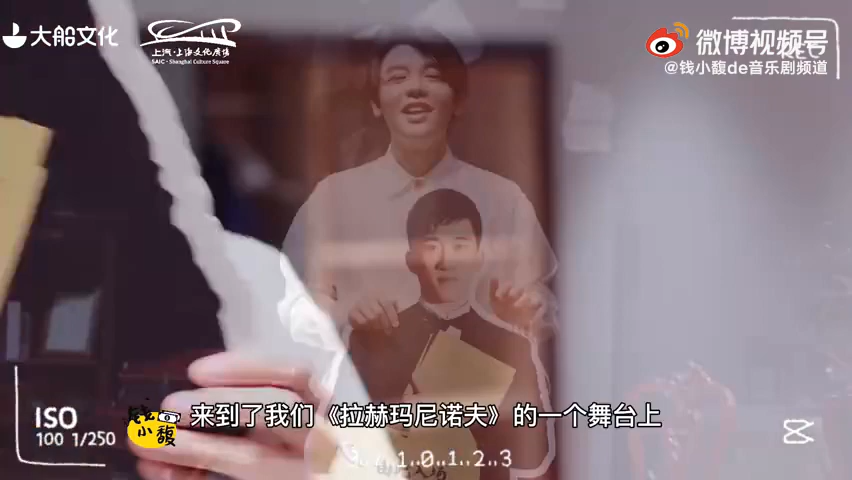 大船文化
上汽·上海文化广场
SAIC·Shanghai Culture Square
微博视频号
@钱小馥de音乐剧频道
来到了我们《拉赫玛尼诺夫》的一个舞台上
小馥
ISO
100 1/250
1..0..1..2..3